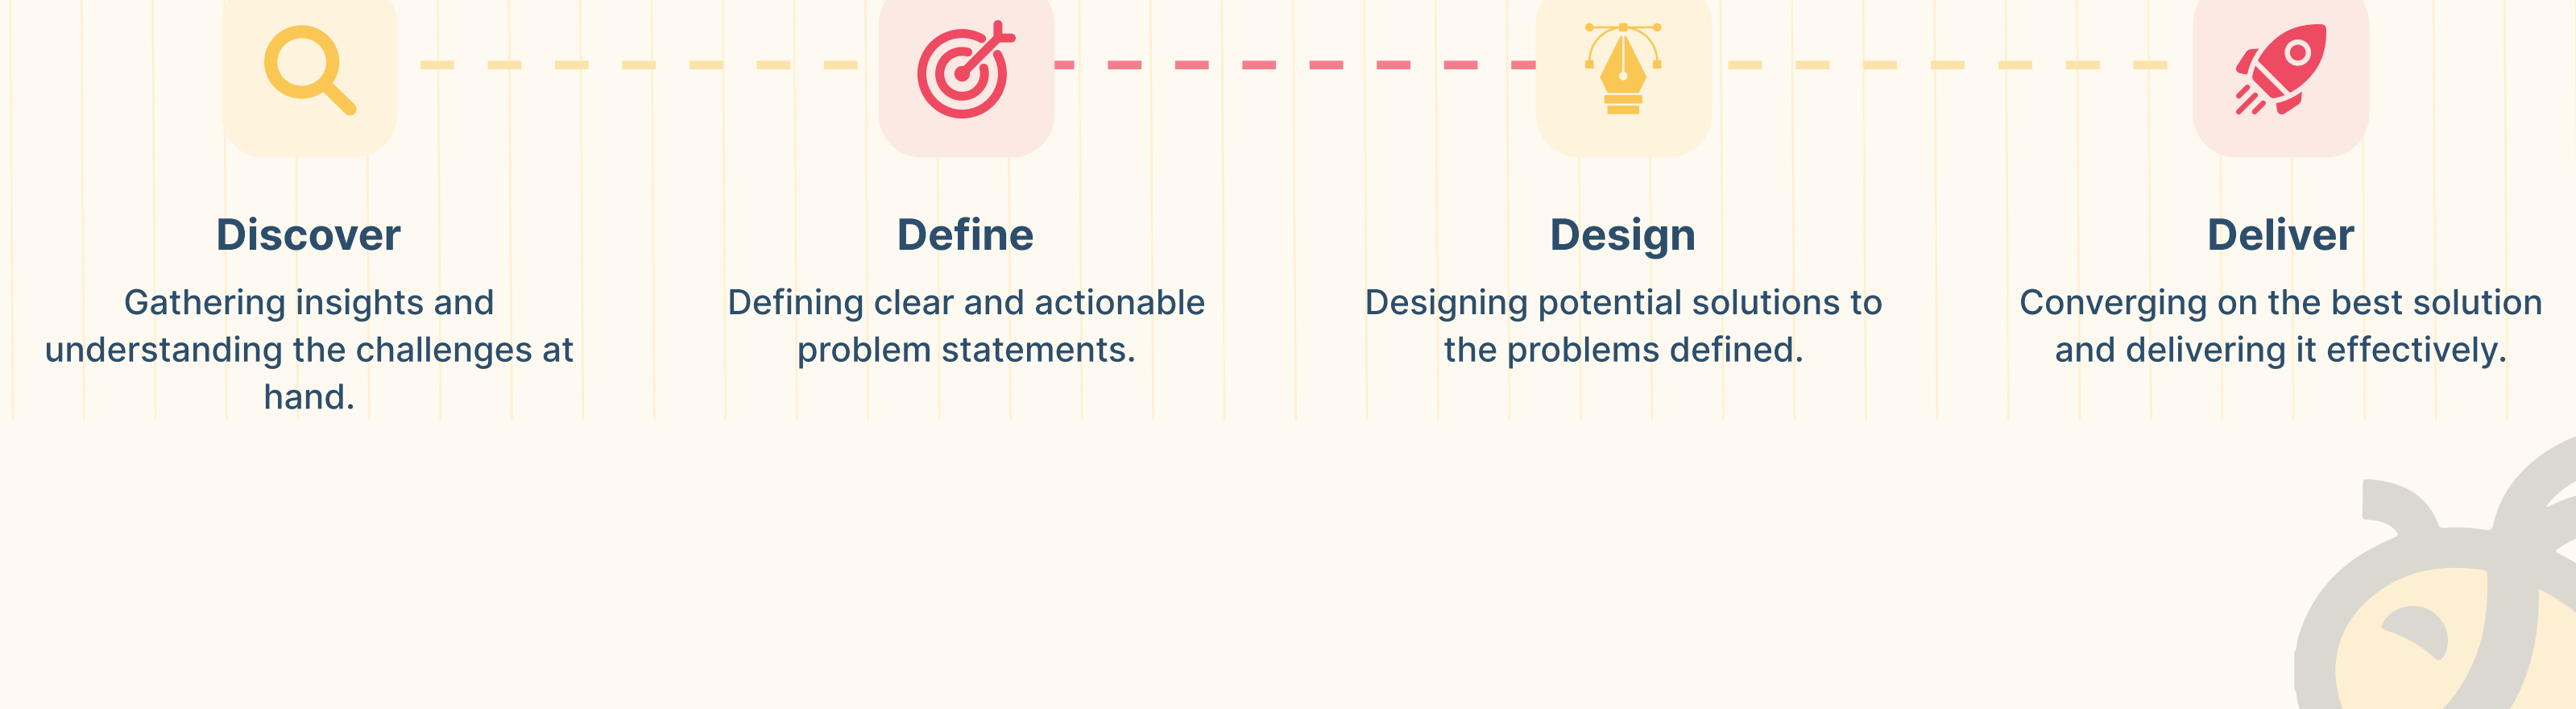 Discover
Gathering insights and
understanding the challenges at
hand.
Define
Defining clear and actionable
problem statements.
Design
Designing potential solutions to
the problems defined.
Deliver
Converging on the best solution
and delivering it effectively.